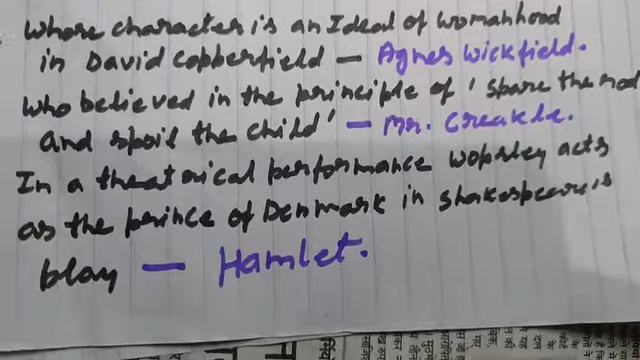 Whose character is an Ideal of womanhood
in David Copperfield — Agnes Wickfield.
Who believed in the principle of 'spare the rod
and spoil the child' — Mr. Creakle.
In a theatrical performance Wopsley acts
as the prince of Denmark in Shakespeare's
play — Hamlet.